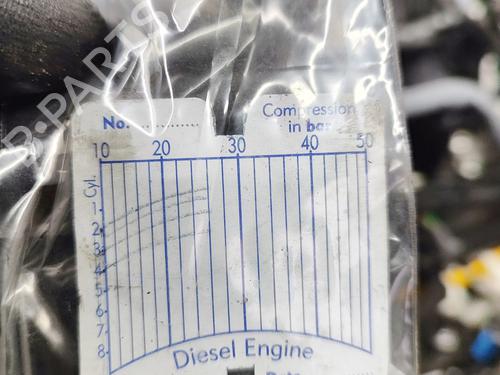 B-PARTS
No. ..............
Compression
in bar
10 20 30 40 50
Cyl.
1
2
3
4
5
6
7
8
Diesel Engine